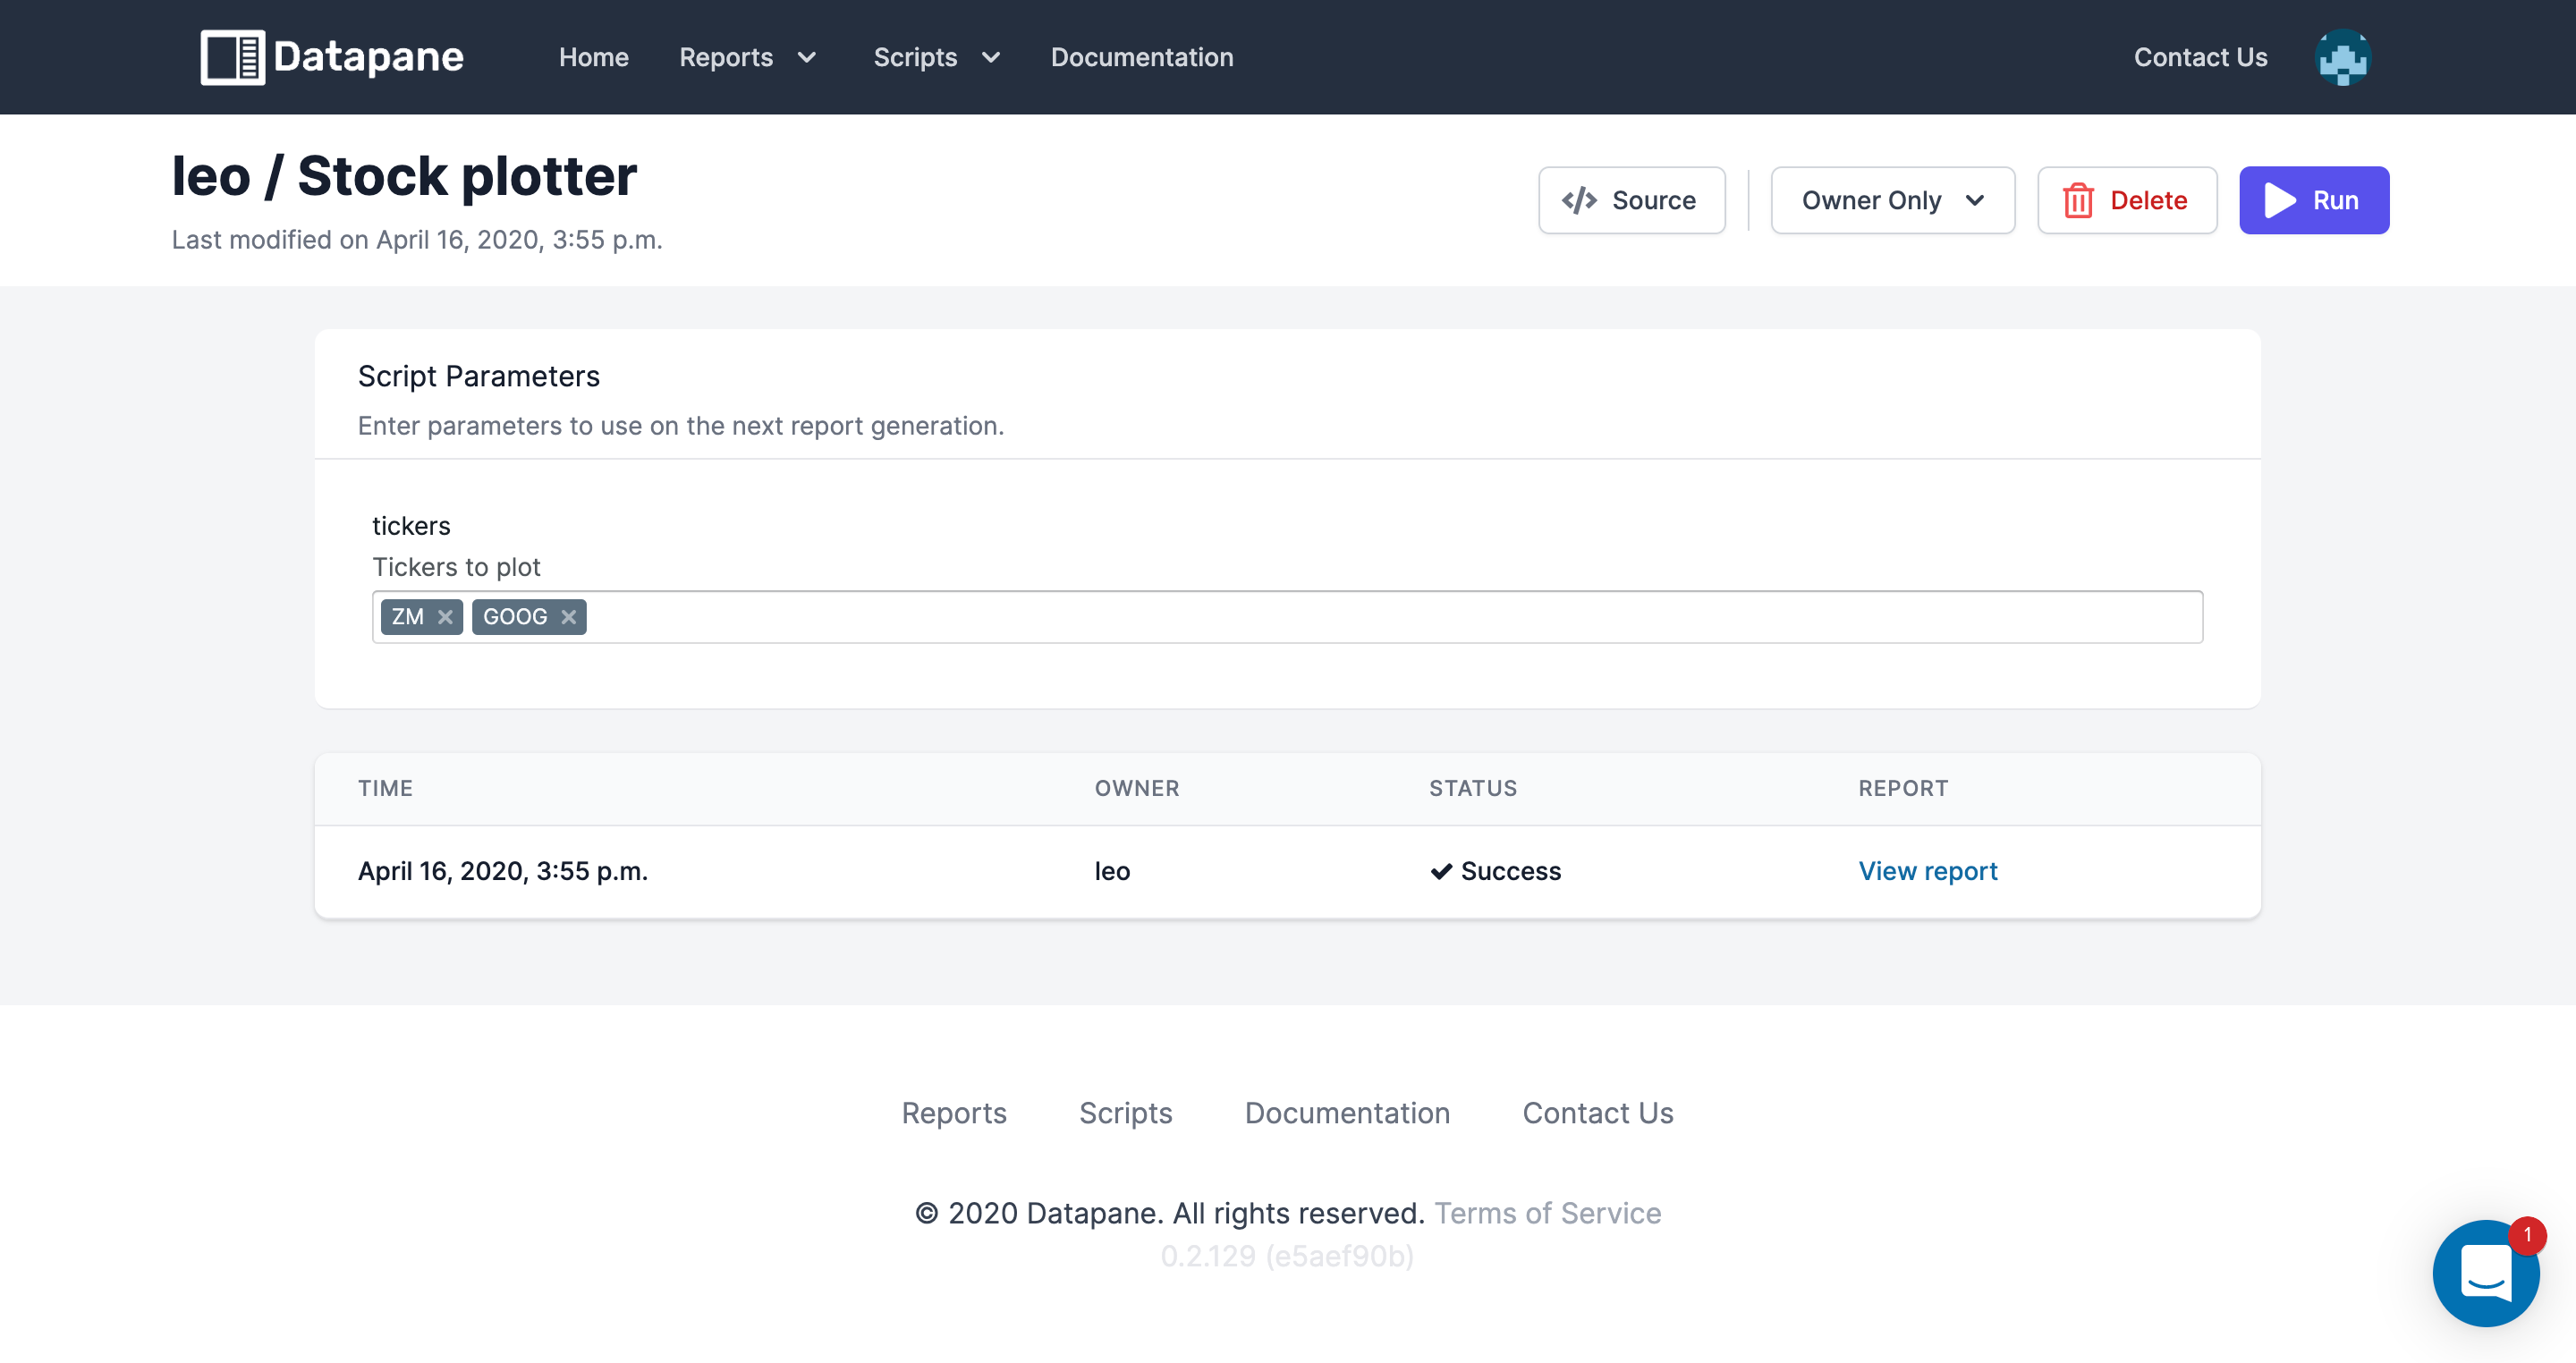 Datapane Home Reports Scripts Documentation Contact Us
leo / Stock plotter
Last modified on April 16, 2020, 3:55 p.m.
Source Owner Only Delete Run
Script Parameters
Enter parameters to use on the next report generation.
tickers
Tickers to plot
ZM GOOG
TIME OWNER STATUS REPORT
April 16, 2020, 3:55 p.m. leo Success View report
Reports Scripts Documentation Contact Us
© 2020 Datapane. All rights reserved. Terms of Service
0.2.129 (e5aef90b)
1